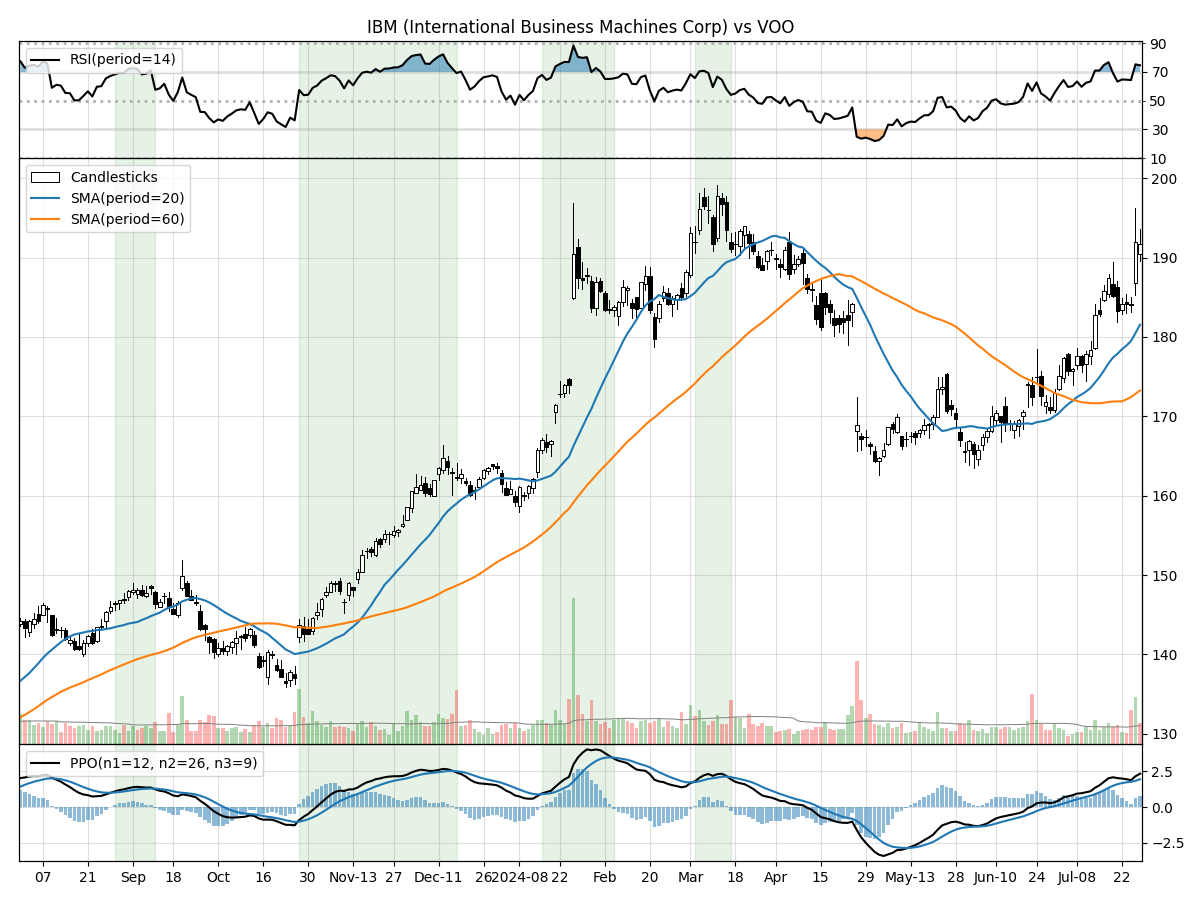 IBM (International Business Machines Corp) vs VOO
RSI(period=14)
90
70
50
30
10
Candlesticks
SMA(period=20)
SMA(period=60)
200
190
180
170
160
150
140
130
PPO(n1=12, n2=26, n3=9)
2.5
0.0
−2.5
07 21 Sep 18 Oct 16 30 Nov-13 27 Dec-11 26 2024-08 22 Feb 20 Mar 18 Apr 15 29 May-13 28 Jun-10 24 Jul-08 22